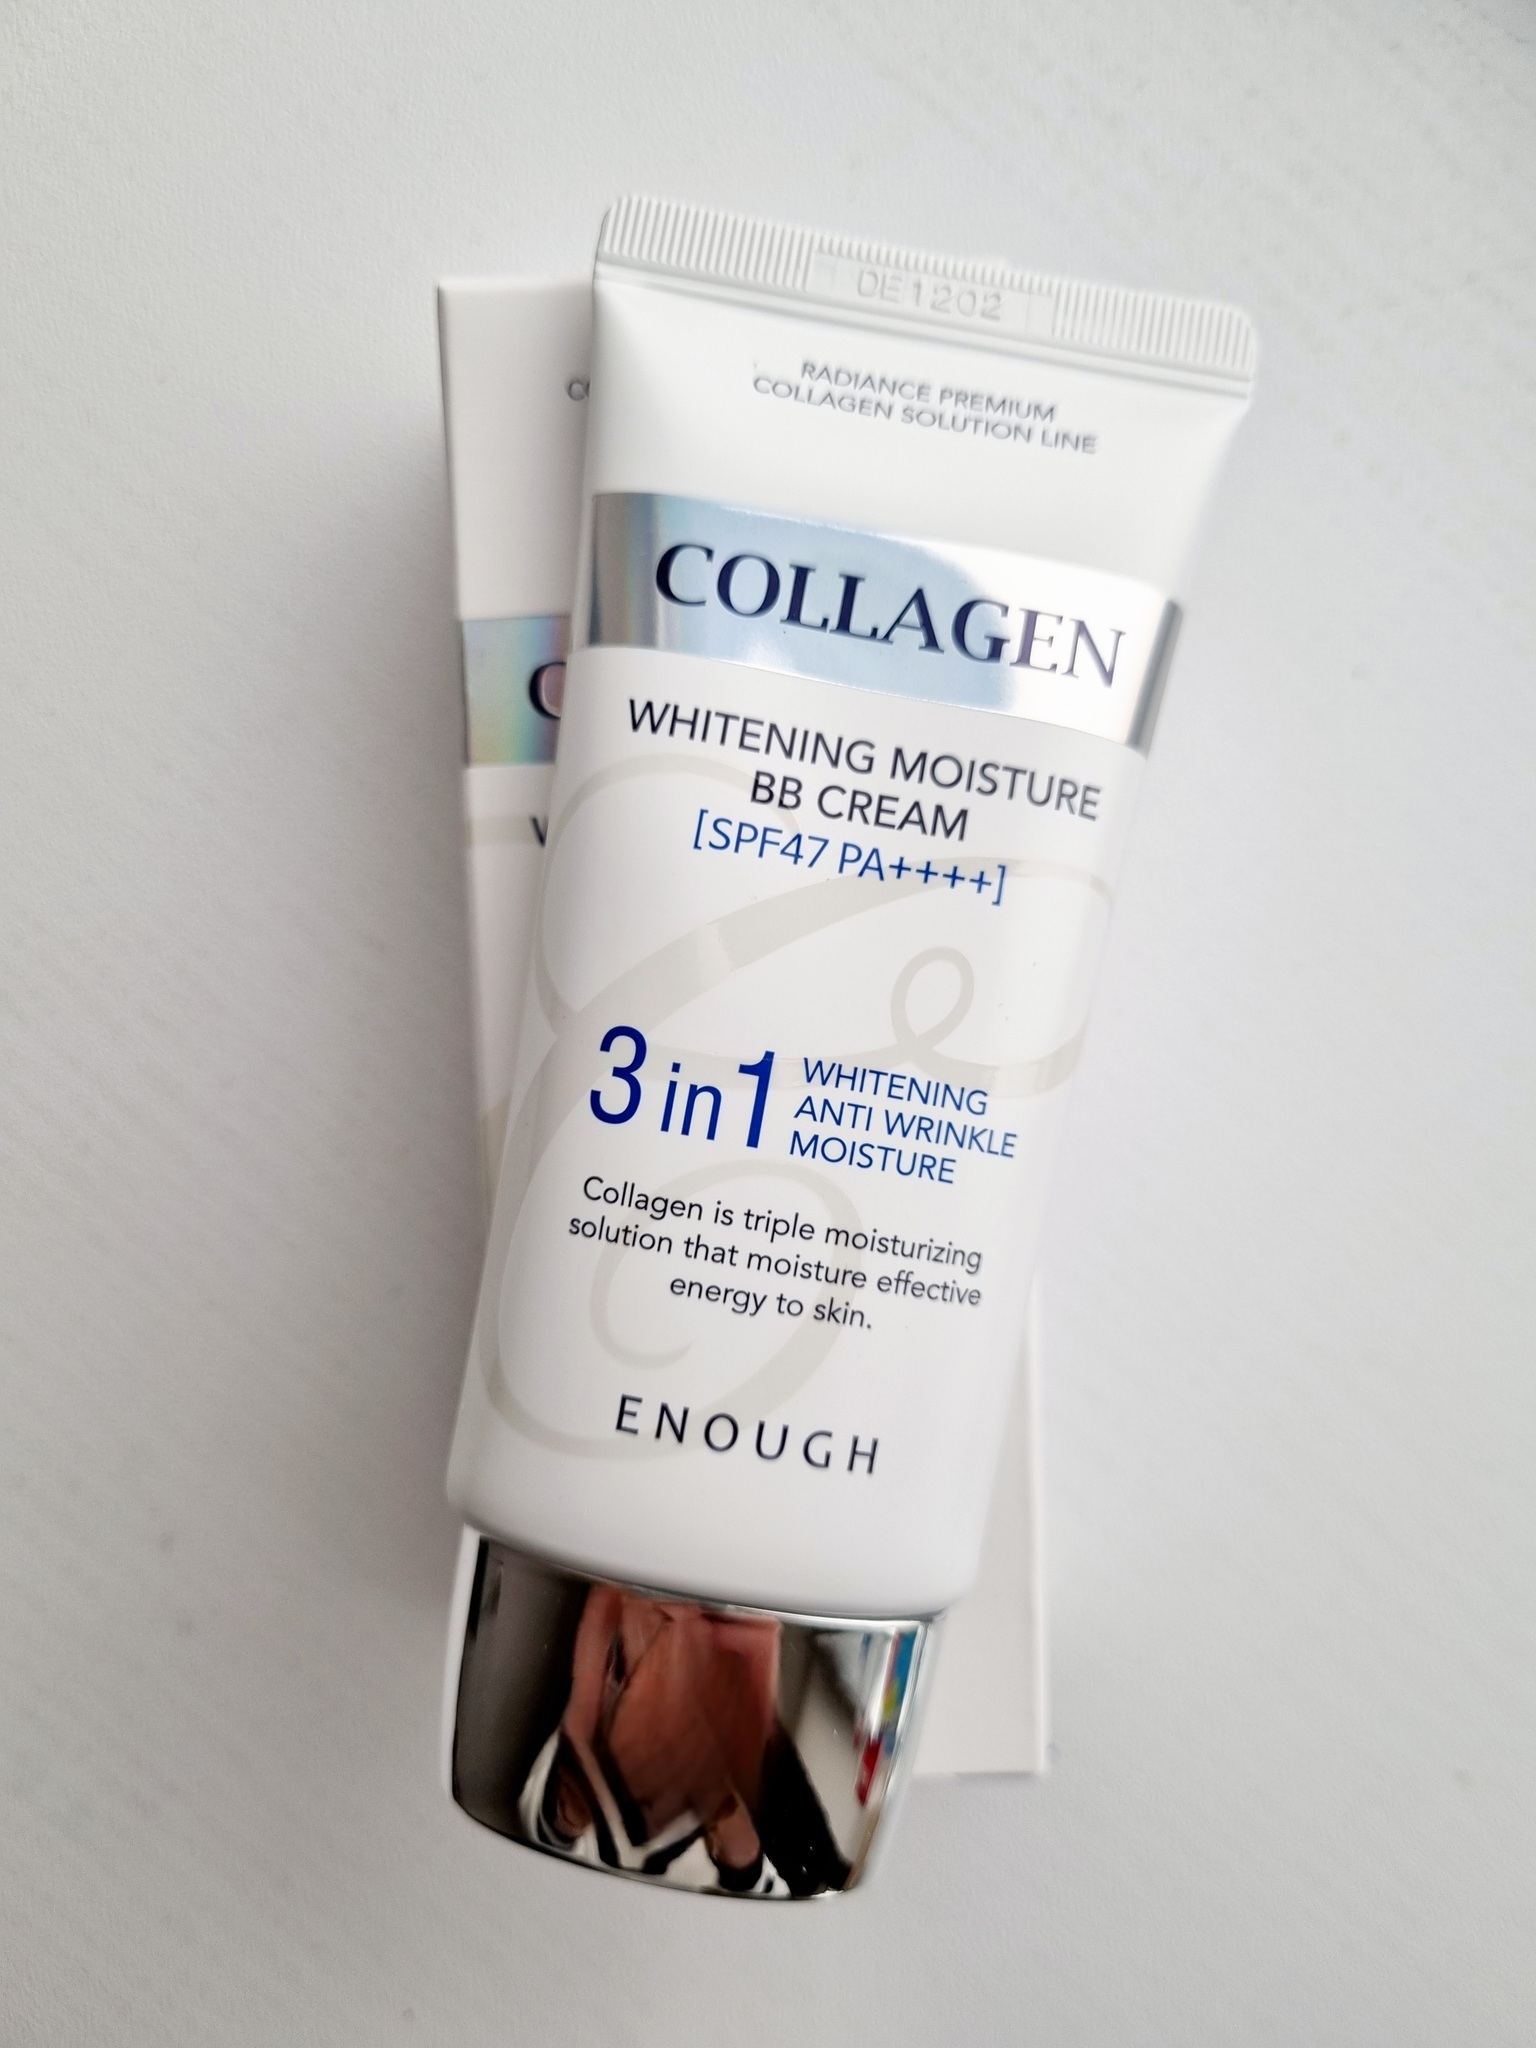 DE1202
RADIANCE PREMIUM
COLLAGEN SOLUTION LINE
COLLAGEN
WHITENING MOISTURE
BB CREAM
[SPF47 PA++++]
3 in 1
WHITENING
ANTI WRINKLE
MOISTURE
Collagen is triple moisturizing
solution that moisture effective
energy to skin.
ENOUGH